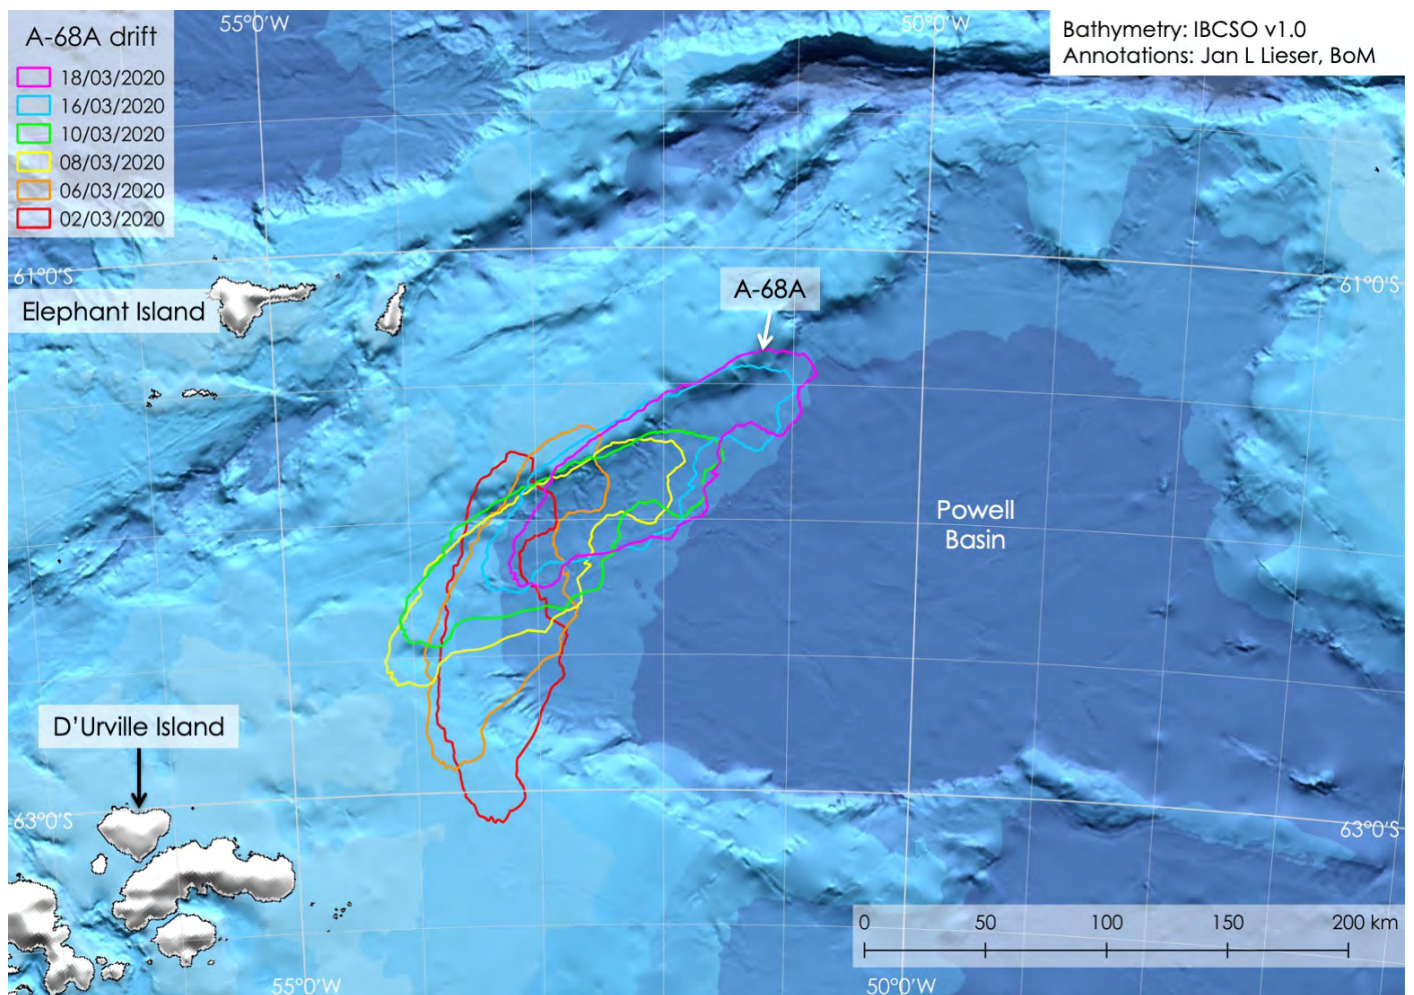 A-68A drift
18/03/2020
16/03/2020
10/03/2020
08/03/2020
06/03/2020
02/03/2020
55°0'W
50°0'W
Bathymetry: IBCSO v1.0
Annotations: Jan L Lieser, BoM
61°0'S
61°0'S
Elephant Island
A-68A
Powell
Basin
D'Urville Island
63°0'S
63°0'S
0 50 100 150 200 km
55°0'W
50°0'W